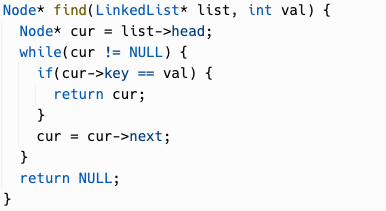 Node* find(LinkedList* list, int val) {
  Node* cur = list->head;
  while(cur != NULL) {
    if(cur->key == val) {
      return cur;
    }
    cur = cur->next;
  }
  return NULL;
}